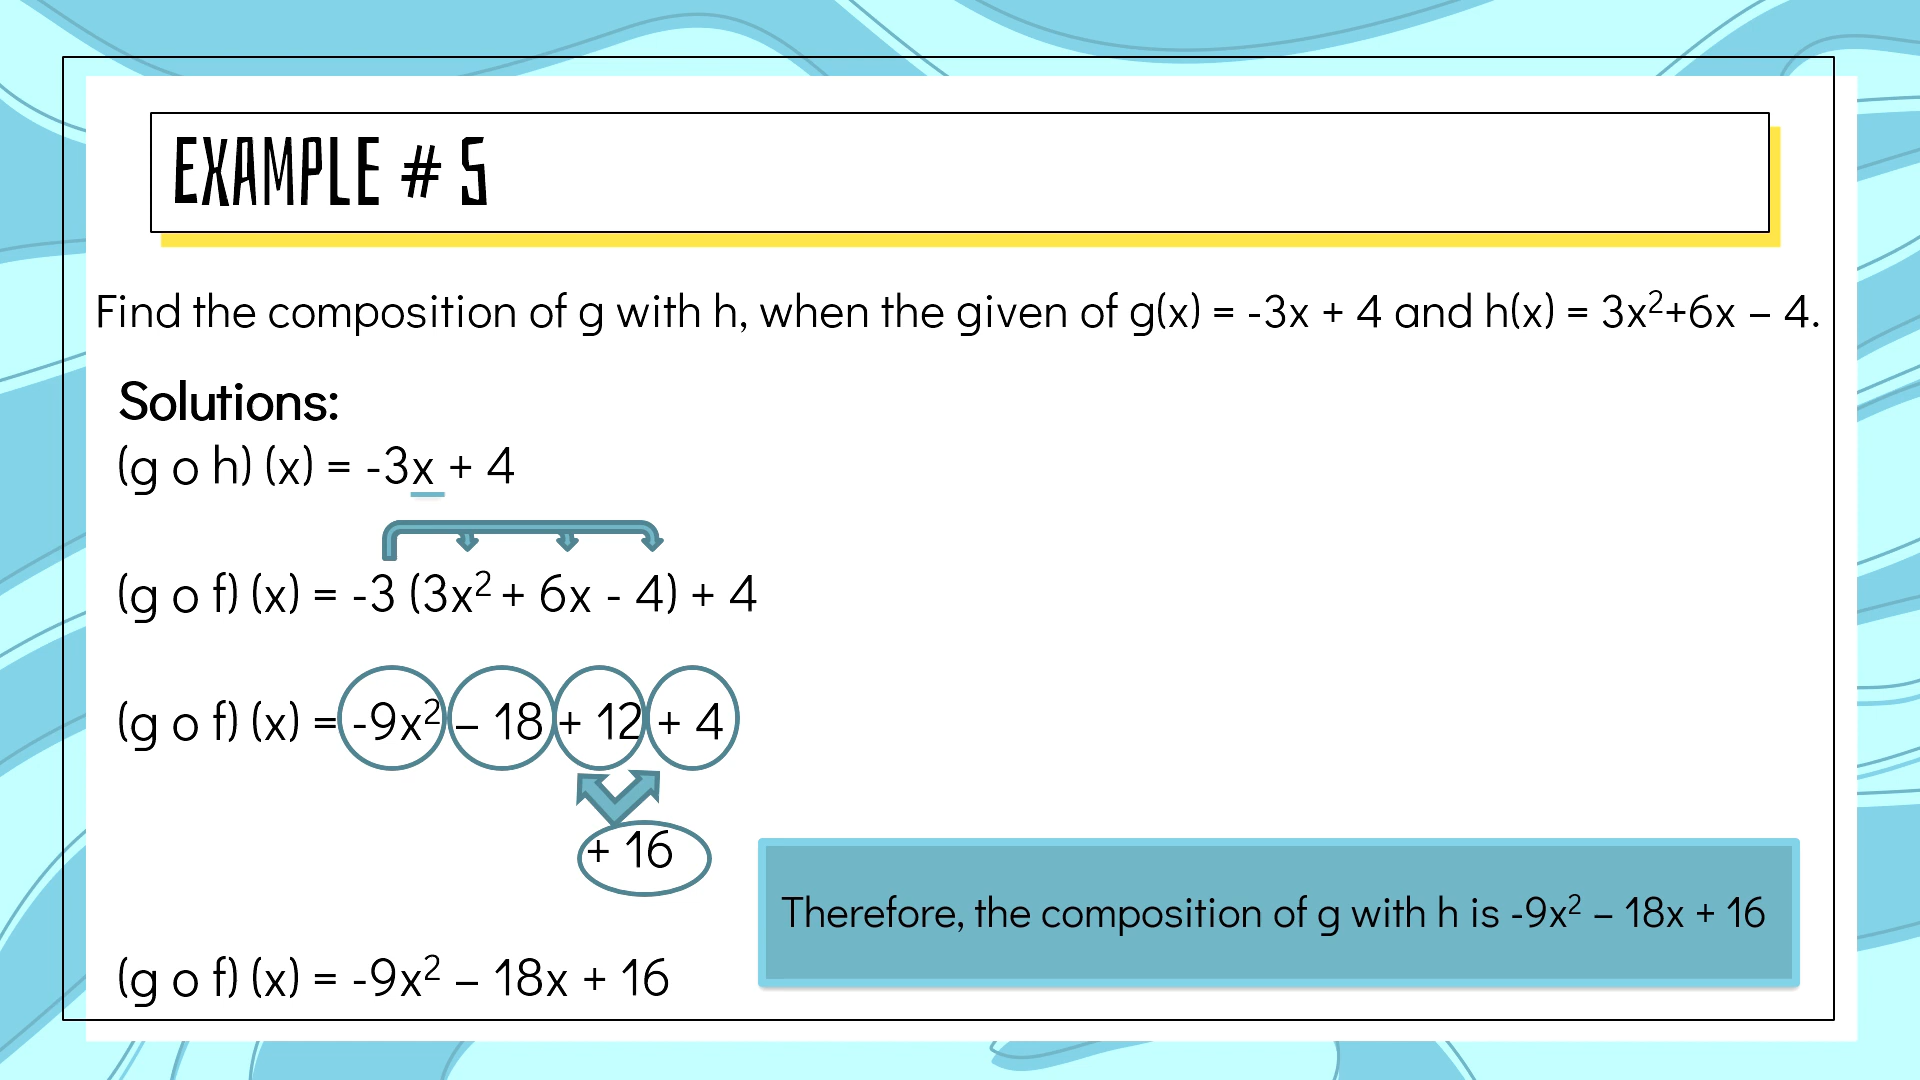 EXAMPLE # 5
Find the composition of g with h, when the given of g(x) = -3x + 4 and h(x) = 3x²+6x – 4.
Solutions:
(g o h) (x) = -3x + 4
(g o f) (x) = -3 (3x² + 6x - 4) + 4
(g o f) (x) = -9x² – 18 + 12 + 4
+ 16
Therefore, the composition of g with h is -9x² – 18x + 16
(g o f) (x) = -9x² – 18x + 16